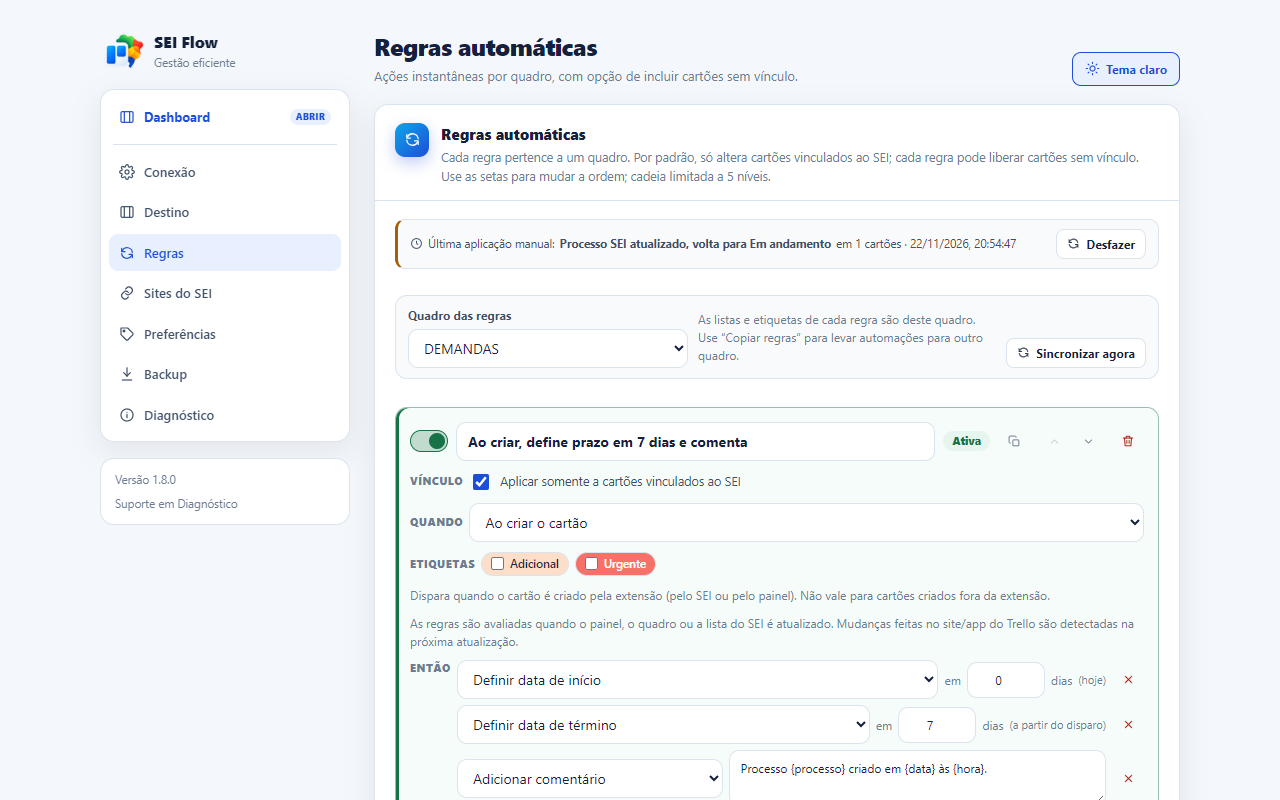 SEI Flow
Gestão eficiente
Dashboard ABRIR
Conexão
Destino
Regras
Sites do SEI
Preferências
Backup
Diagnóstico
Versão 1.8.0
Suporte em Diagnóstico
Regras automáticas
Ações instantâneas por quadro, com opção de incluir cartões sem vínculo.
Tema claro
Regras automáticas
Cada regra pertence a um quadro. Por padrão, só altera cartões vinculados ao SEI; cada regra pode liberar cartões sem vínculo.
Use as setas para mudar a ordem; cadeia limitada a 5 níveis.
Última aplicação manual: Processo SEI atualizado, volta para Em andamento em 1 cartões · 22/11/2026, 20:54:47
Desfazer
Quadro das regras
DEMANDAS
As listas e etiquetas de cada regra são deste quadro.
Use “Copiar regras” para levar automações para outro
quadro.
Sincronizar agora
Ao criar, define prazo em 7 dias e comenta
Ativa
VÍNCULO Aplicar somente a cartões vinculados ao SEI
QUANDO Ao criar o cartão
ETIQUETAS Adicional Urgente
Dispara quando o cartão é criado pela extensão (pelo SEI ou pelo painel). Não vale para cartões criados fora da extensão.
As regras são avaliadas quando o painel, o quadro ou a lista do SEI é atualizado. Mudanças feitas no site/app do Trello são detectadas na
próxima atualização.
ENTÃO Definir data de início em 0 dias (hoje)
Definir data de término em 7 dias (a partir do disparo)
Adicionar comentário Processo {processo} criado em {data} às {hora}.